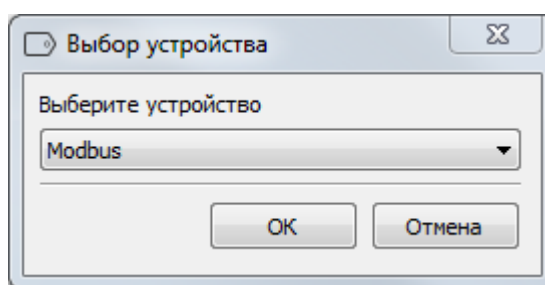 Выбор устройства
Выберите устройство
Modbus
OK Отмена